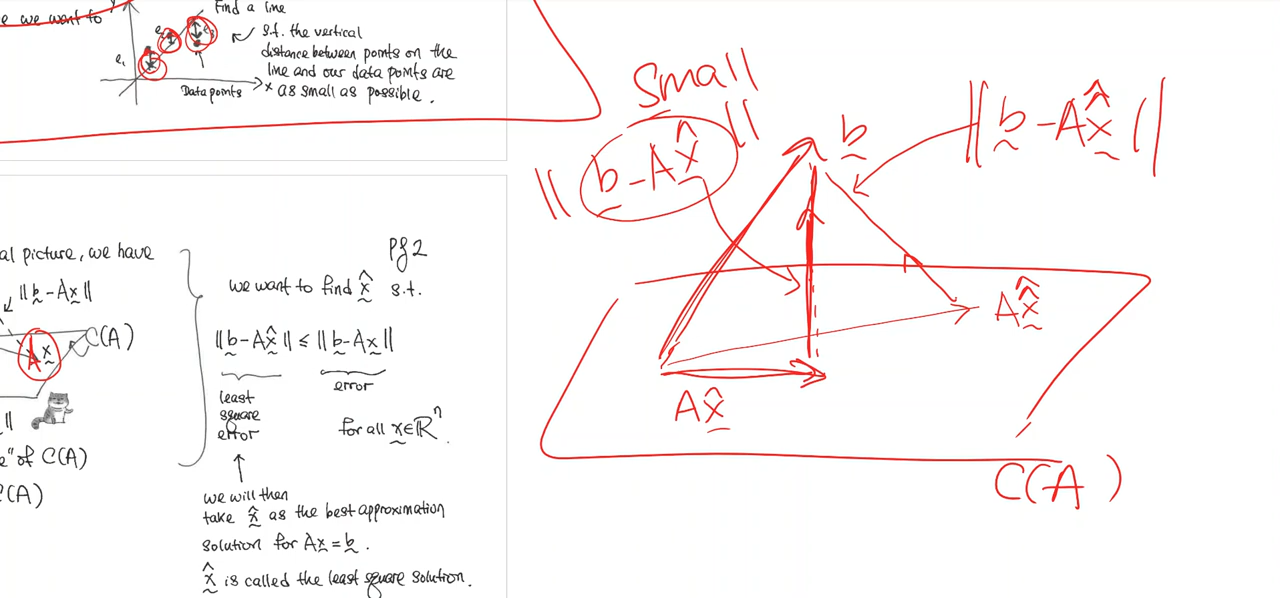 e we want to
Find a line
s.t. the vertical
distance between points on the
line and our data points are
as small as possible.
e₁
x
Data points
al picture, we have
‖b - Ax‖
C(A)
Ax
‖
e" of C(A)
C(A)
Pg 2
we want to find x̂ s.t.
‖b - Ax̂‖ ≤ ‖b - Ax‖
least
square
error
error
for all x ∈ ℝⁿ.
we will then
take x̂ as the best approximation
solution for Ax = b.
x̂ is called the least square solution.
Small
‖b - Ax̂‖
b
‖b - Ax̂̂‖
Ax̂̂
Ax̂
C(A)